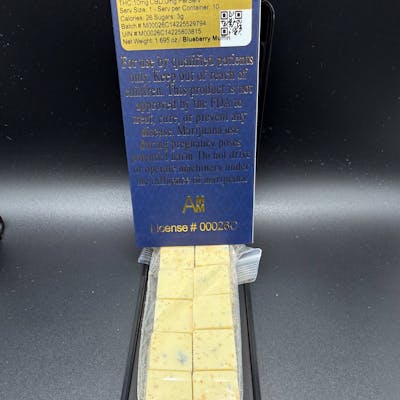 THC:10mg CBD:0mg Per Serv
Serv Size: 1 - Serv per Container: 10
Calories: 26 Sugars: 3g
Batch # MI00026C14225529794
UIN # MI00026C14225803815
Net Weight: 1.695 oz / Blueberry Muffin
For use by qualified patients
only. Keep out of reach of
children. This product is not
approved by the FDA to
treat, cure, or prevent any
disease. Marijuana use
during pregnancy poses
potential harm. Do not drive
or operate machinery under
the influence of marijuana.
License # 00026C